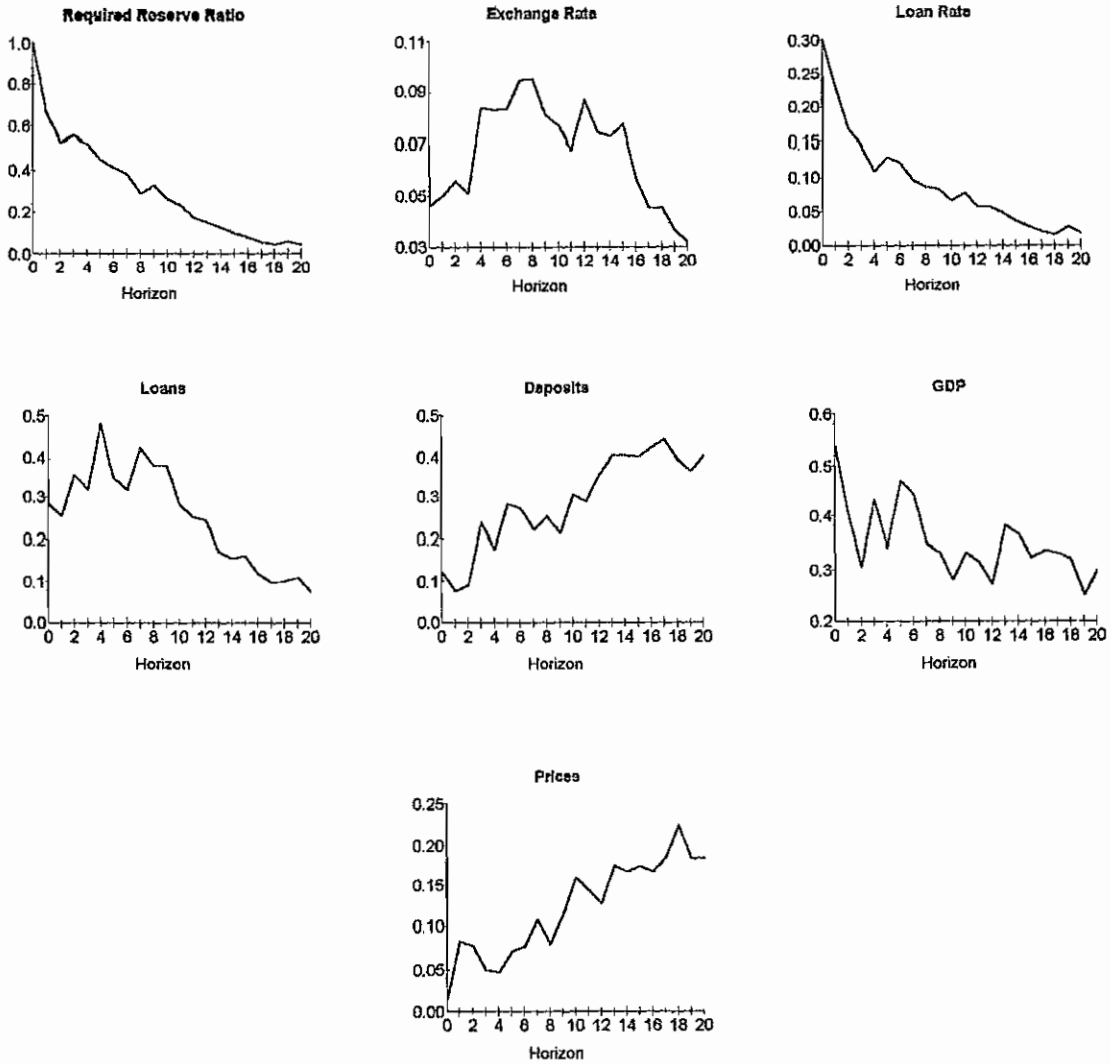 Required Reserve Ratio
Exchange Rate
Loan Rate
1.0
0.8
0.6
0.4
0.2
0.0
0 2 4 6 8 10 12 14 16 18 20
Horizon
0.11
0.09
0.07
0.05
0.03
0 2 4 6 8 10 12 14 16 18 20
Horizon
0.30
0.25
0.20
0.15
0.10
0.05
0.00
0 2 4 6 8 10 12 14 16 18 20
Horizon
Loans
Deposits
GDP
0.5
0.4
0.3
0.2
0.1
0.0
0 2 4 6 8 10 12 14 16 18 20
Horizon
0.5
0.4
0.3
0.2
0.1
0.0
0 2 4 6 8 10 12 14 16 18 20
Horizon
0.6
0.5
0.4
0.3
0.2
0 2 4 6 8 10 12 14 16 18 20
Horizon
Prices
0.25
0.20
0.15
0.10
0.05
0.00
0 2 4 6 8 10 12 14 16 18 20
Horizon